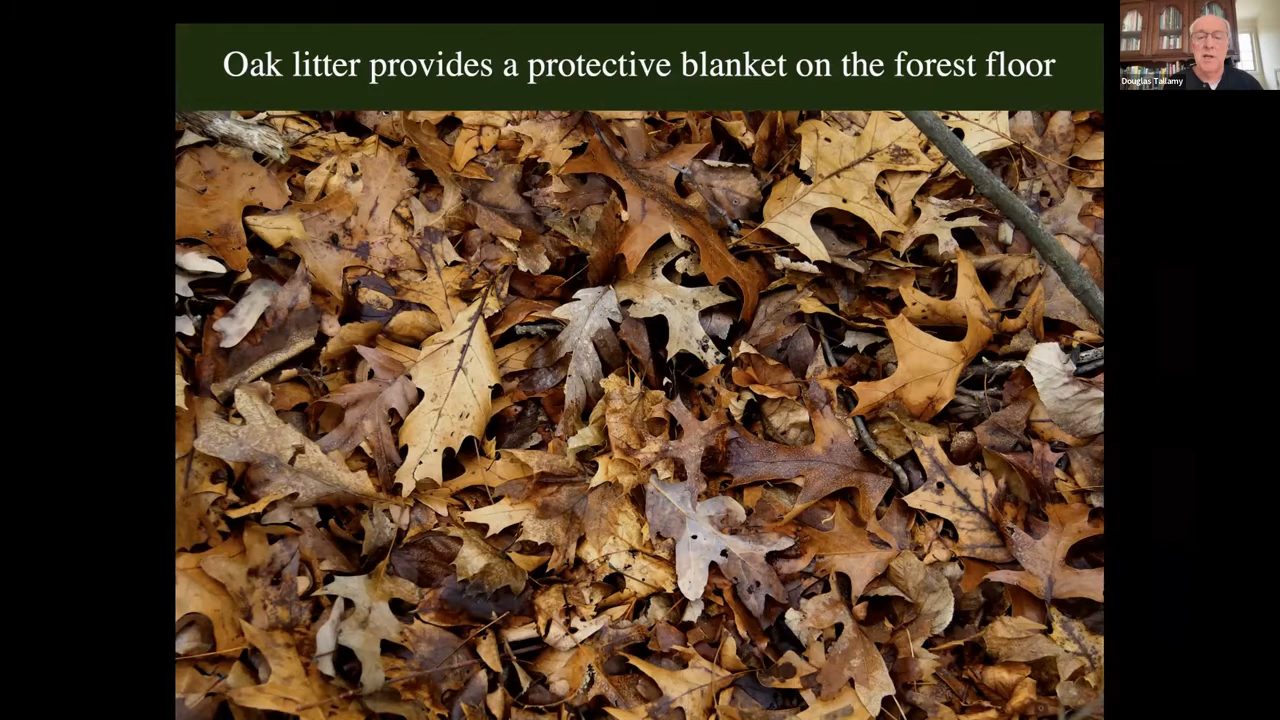 Oak litter provides a protective blanket on the forest floor
Douglas Tallamy